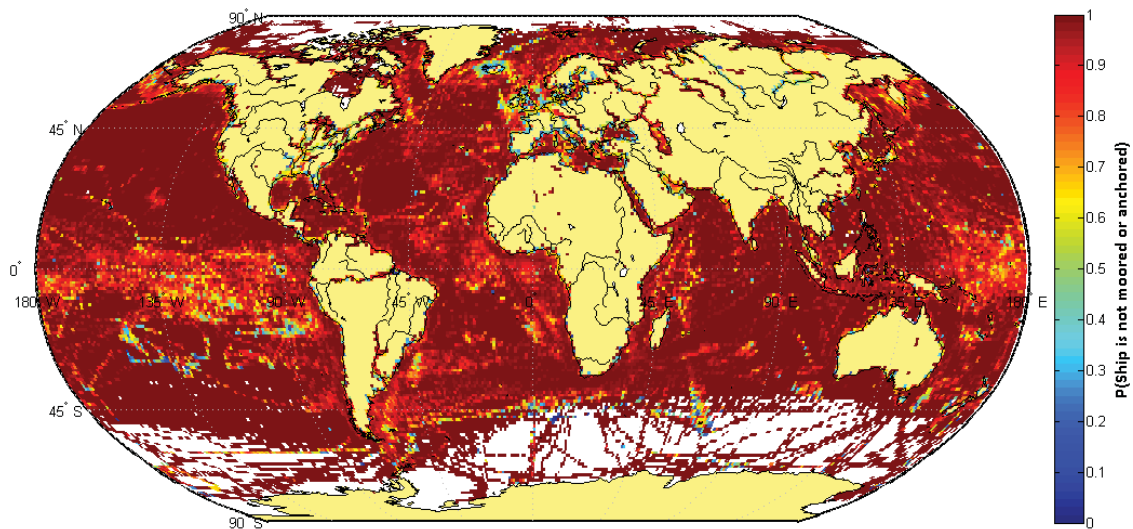 90° N
45° N
0°
180° W
135° W
90° W
45° W
0°
45° E
90° E
135° E
180° E
45° S
90° S
1
0.9
0.8
0.7
0.6
0.5
0.4
0.3
0.2
0.1
0
P(Ship is not moored or anchored)